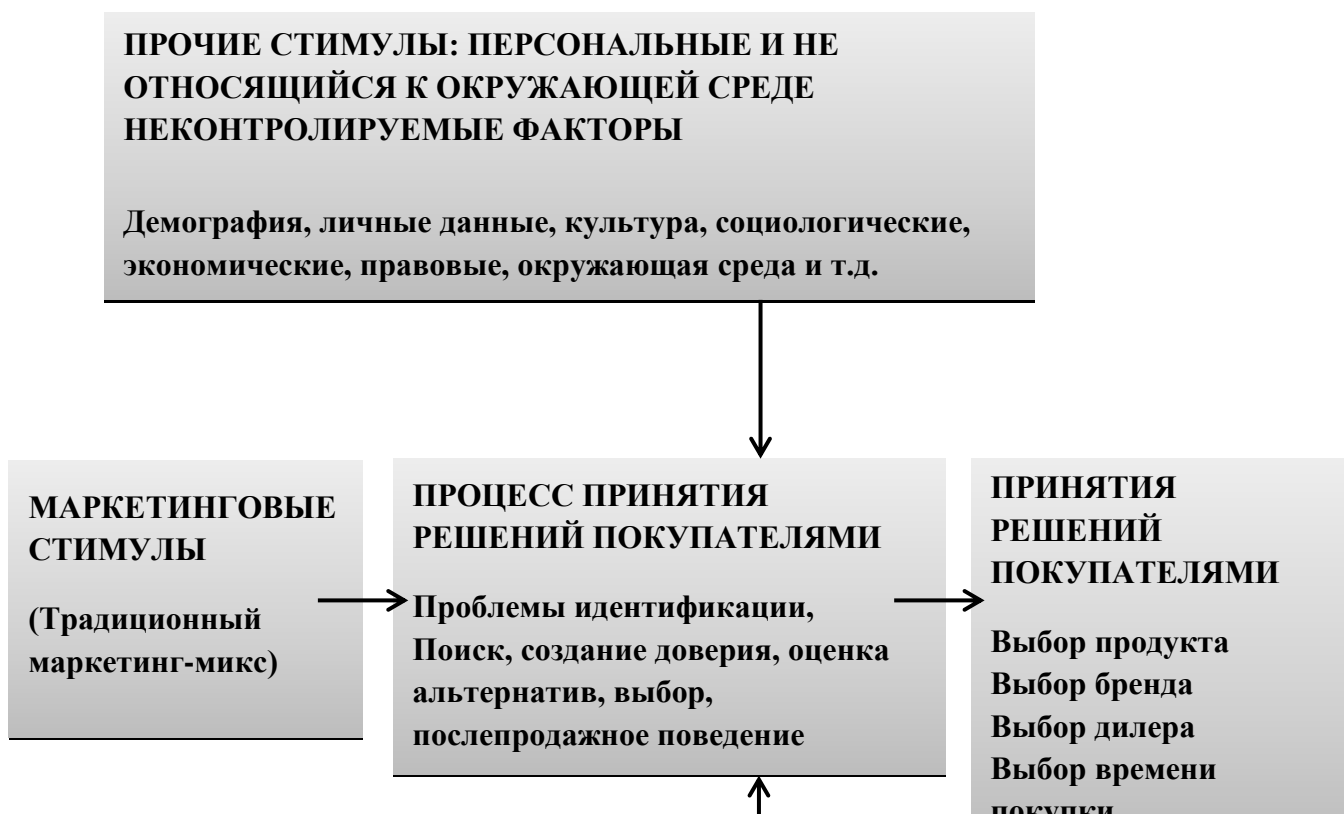 ПРОЧИЕ СТИМУЛЫ: ПЕРСОНАЛЬНЫЕ И НЕ
ОТНОСЯЩИЙСЯ К ОКРУЖАЮЩЕЙ СРЕДЕ
НЕКОНТРОЛИРУЕМЫЕ ФАКТОРЫ
Демография, личные данные, культура, социологические,
экономические, правовые, окружающая среда и т.д.
МАРКЕТИНГОВЫЕ
СТИМУЛЫ
(Традиционный
маркетинг-микс)
ПРОЦЕСС ПРИНЯТИЯ
РЕШЕНИЙ ПОКУПАТЕЛЯМИ
Проблемы идентификации,
Поиск, создание доверия, оценка
альтернатив, выбор,
послепродажное поведение
ПРИНЯТИЯ
РЕШЕНИЙ
ПОКУПАТЕЛЯМИ
Выбор продукта
Выбор бренда
Выбор дилера
Выбор времени
покупки